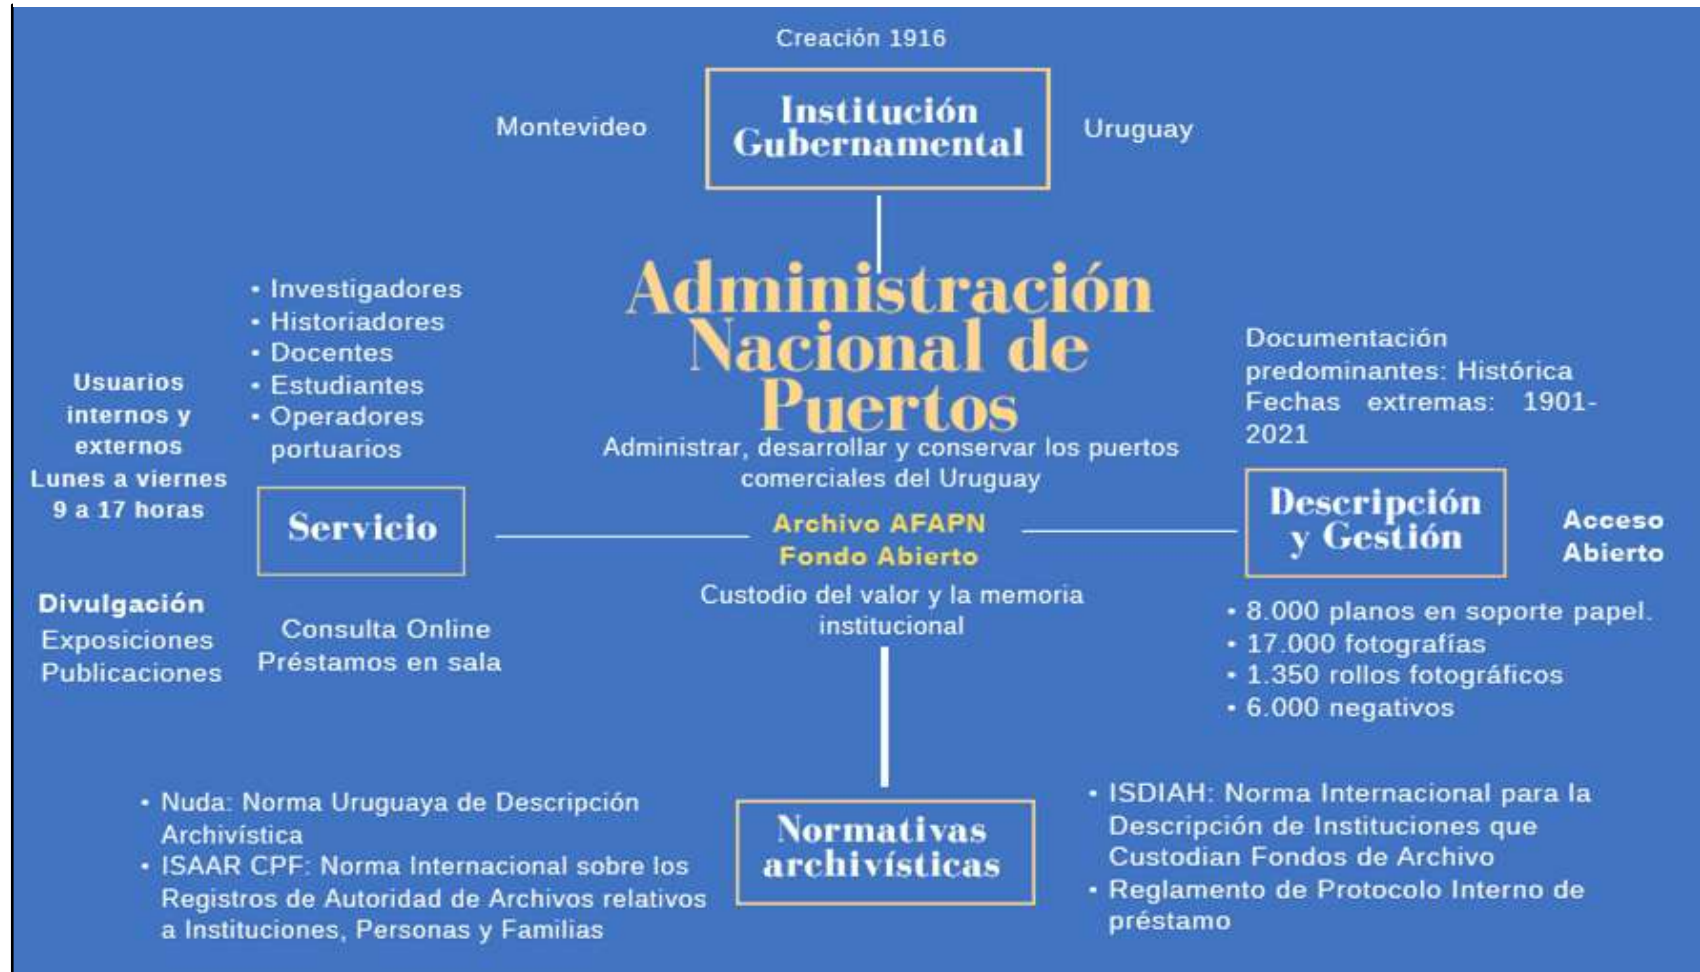 Creación 1916
Montevideo
Institución
Gubernamental
Uruguay
Administración
Nacional de
Puertos
Administrar, desarrollar y conservar los puertos
comerciales del Uruguay
Archivo AFAPN
Fondo Abierto
Custodio del valor y la memoria
institucional
• Investigadores
• Historiadores
• Docentes
• Estudiantes
• Operadores
portuarios
Usuarios
internos y
externos
Lunes a viernes
9 a 17 horas
Servicio
Divulgación
Exposiciones
Publicaciones
Consulta Online
Préstamos en sala
Documentación
predominantes: Histórica
Fechas extremas: 1901-
2021
Descripción
y Gestión
Acceso
Abierto
• 8.000 planos en soporte papel.
• 17.000 fotografías
• 1.350 rollos fotográficos
• 6.000 negativos
• Nuda: Norma Uruguaya de Descripción
Archivística
• ISAAR CPF: Norma Internacional sobre los
Registros de Autoridad de Archivos relativos
a Instituciones, Personas y Familias
Normativas
archivísticas
• ISDIAH: Norma Internacional para la
Descripción de Instituciones que
Custodian Fondos de Archivo
• Reglamento de Protocolo Interno de
préstamo